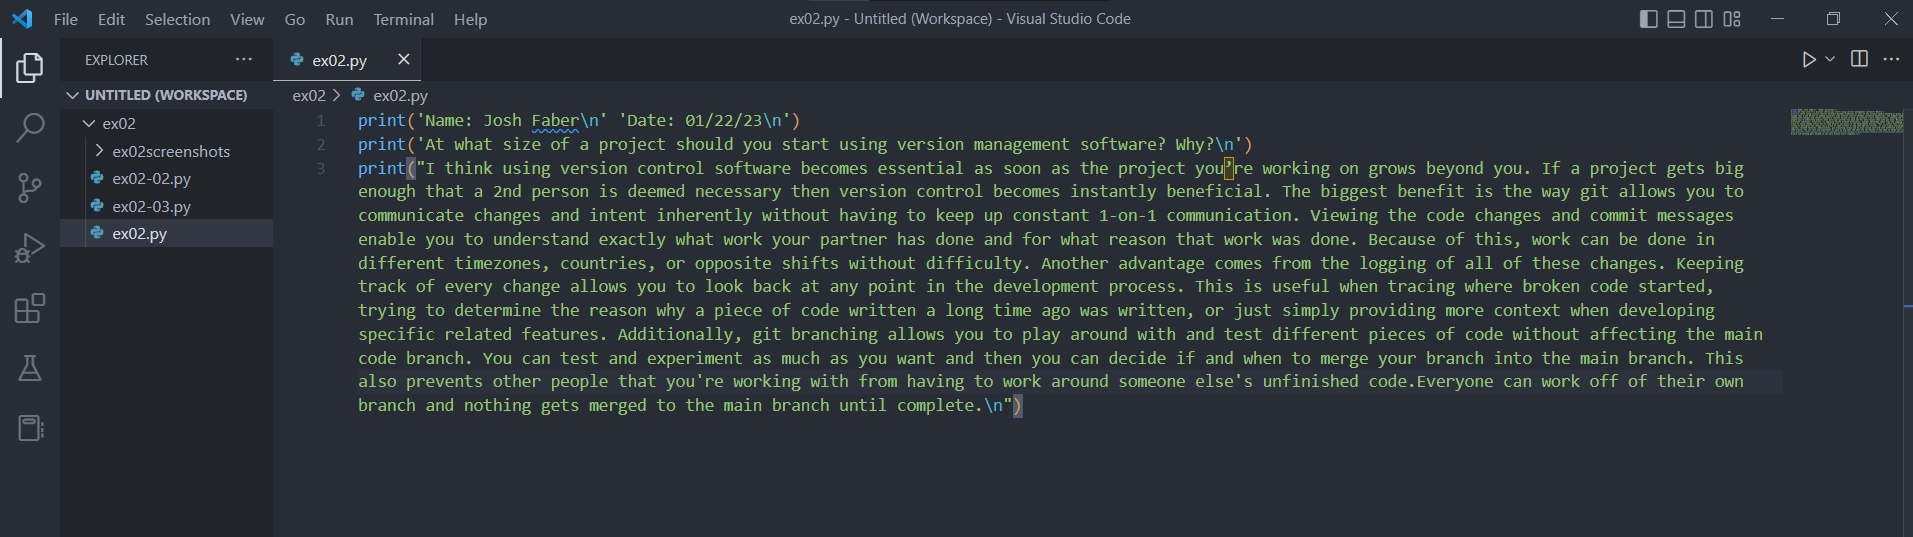 File Edit Selection View Go Run Terminal Help
ex02.py - Untitled (Workspace) - Visual Studio Code
EXPLORER
ex02.py
UNTITLED (WORKSPACE)
ex02
ex02screenshots
ex02-02.py
ex02-03.py
ex02.py
ex02 > ex02.py
1 print('Name: Josh Faber\n' 'Date: 01/22/23\n')
2 print('At what size of a project should you start using version management software? Why?\n')
3 print("I think using version control software becomes essential as soon as the project you’re working on grows beyond you. If a project gets big
enough that a 2nd person is deemed necessary then version control becomes instantly beneficial. The biggest benefit is the way git allows you to
communicate changes and intent inherently without having to keep up constant 1-on-1 communication. Viewing the code changes and commit messages
enable you to understand exactly what work your partner has done and for what reason that work was done. Because of this, work can be done in
different timezones, countries, or opposite shifts without difficulty. Another advantage comes from the logging of all of these changes. Keeping
track of every change allows you to look back at any point in the development process. This is useful when tracing where broken code started,
trying to determine the reason why a piece of code written a long time ago was written, or just simply providing more context when developing
specific related features. Additionally, git branching allows you to play around with and test different pieces of code without affecting the main
code branch. You can test and experiment as much as you want and then you can decide if and when to merge your branch into the main branch. This
also prevents other people that you're working with from having to work around someone else's unfinished code.Everyone can work off of their own
branch and nothing gets merged to the main branch until complete.\n")